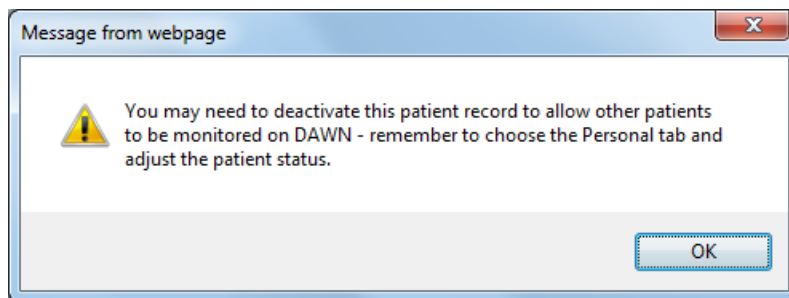 Message from webpage
You may need to deactivate this patient record to allow other patients
to be monitored on DAWN - remember to choose the Personal tab and
adjust the patient status.
OK